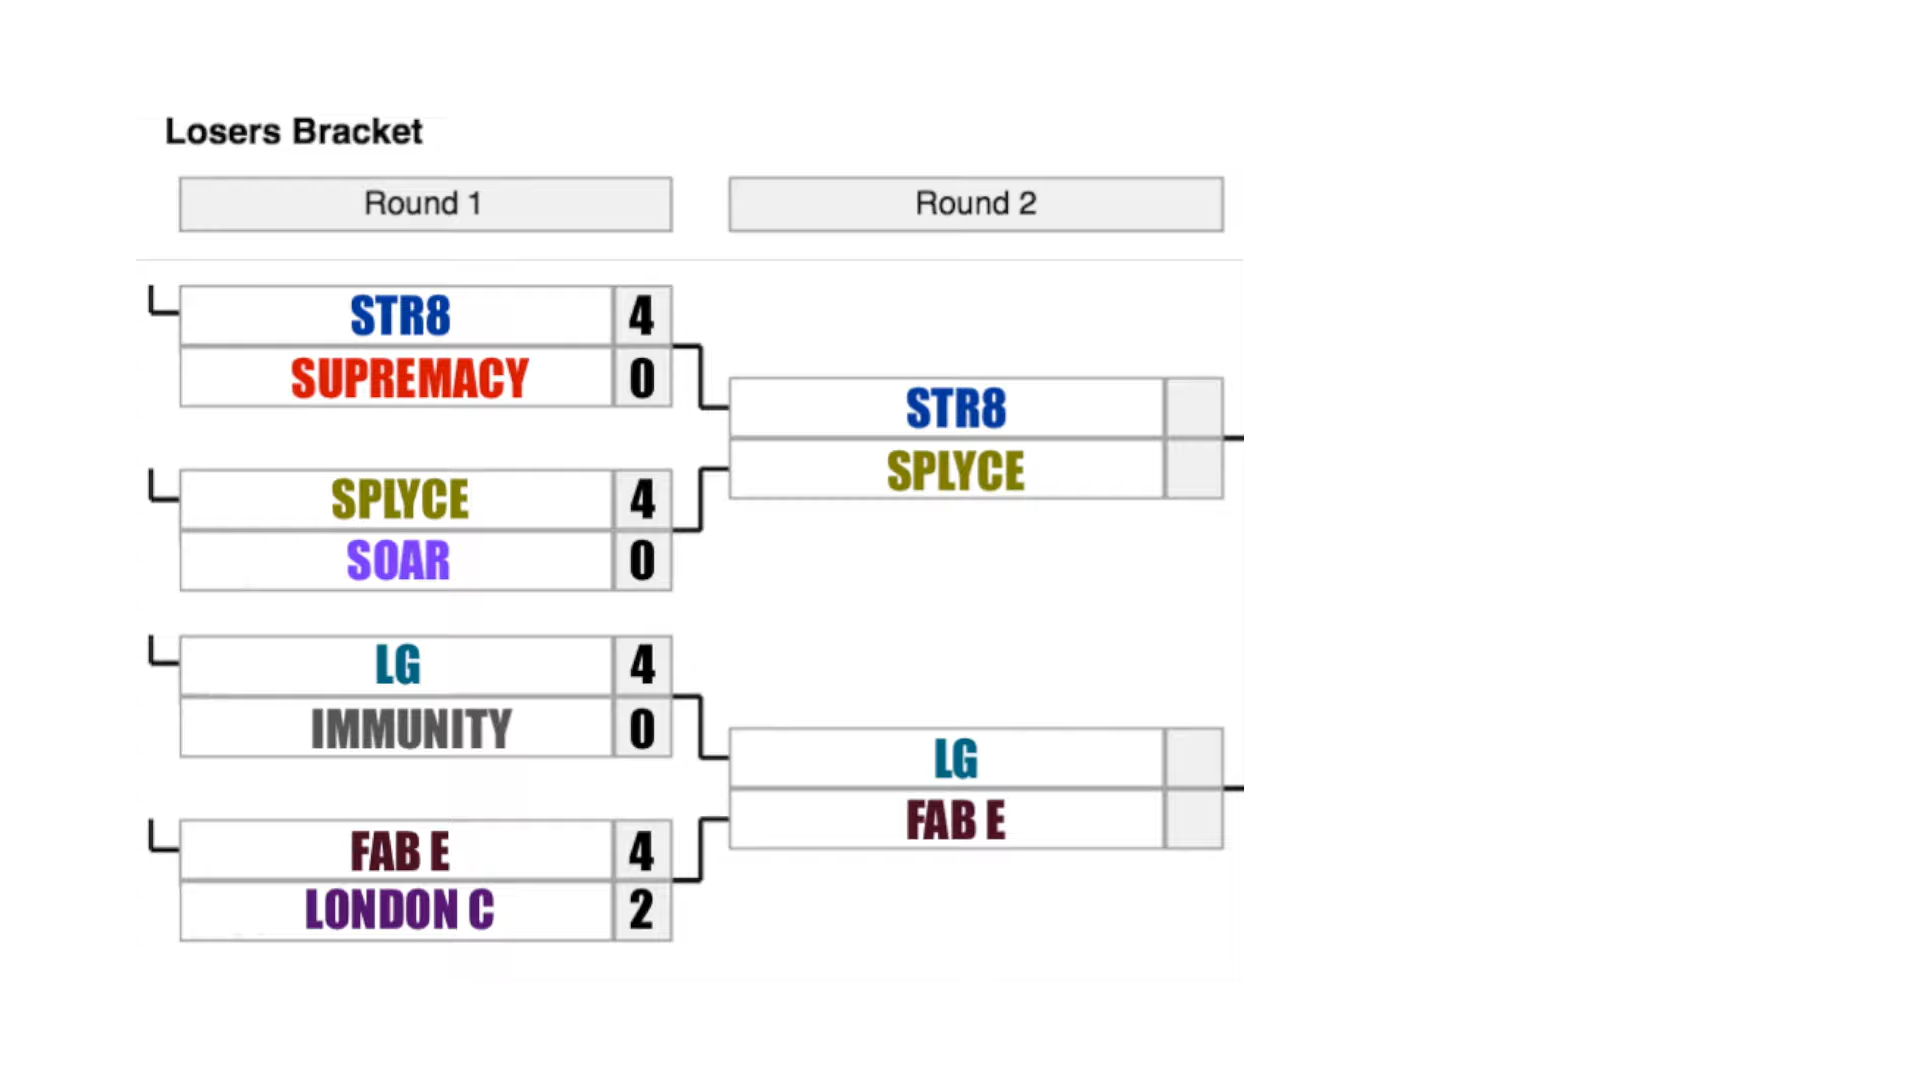 Losers Bracket
Round 1
Round 2
STR8 4
SUPREMACY 0
SPLYCE 4
SOAR 0
LG 4
IMMUNITY 0
FAB E 4
LONDON C 2
STR8
SPLYCE
LG
FAB E